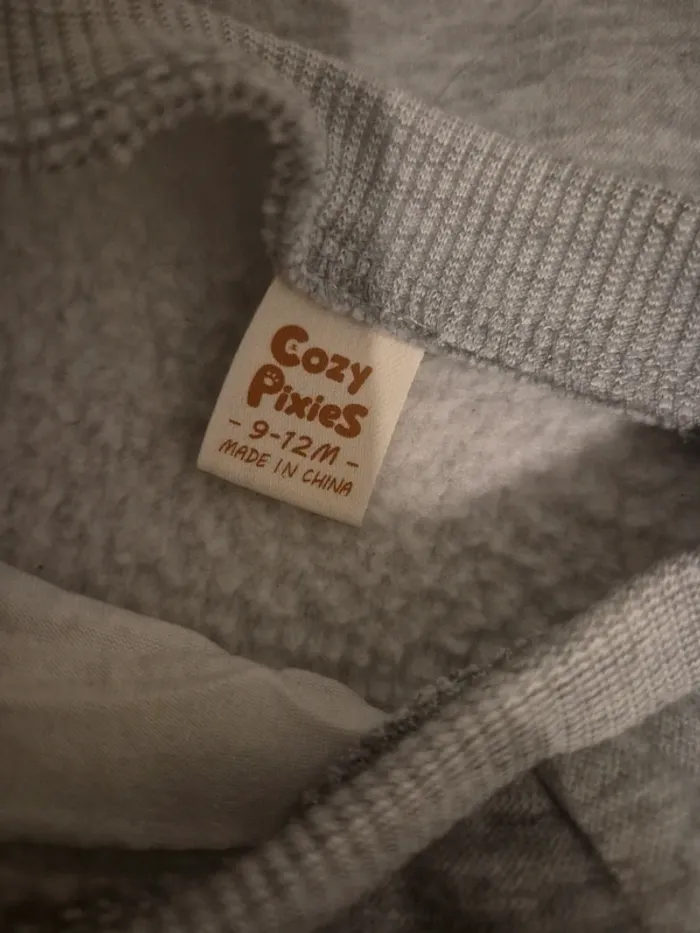 Cozy
PixieS
- 9-12M -
MADE IN CHINA